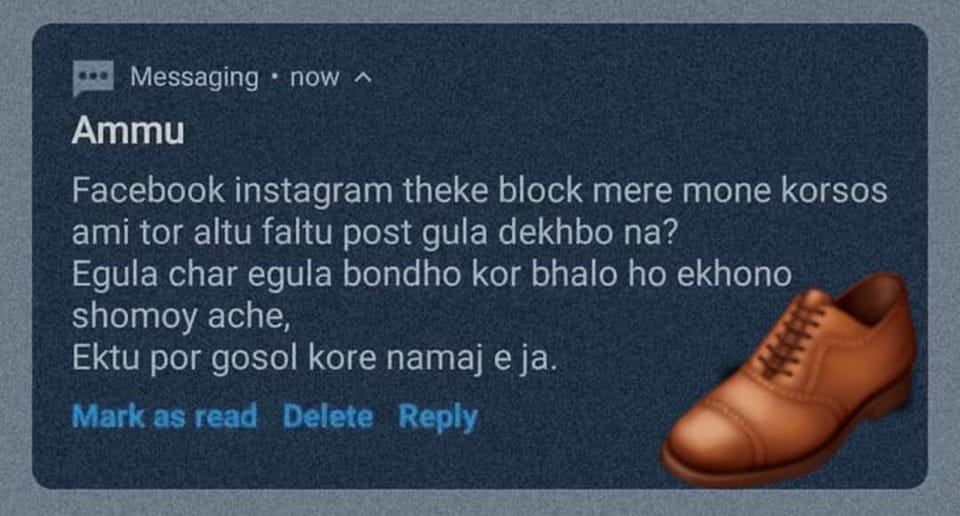 Messaging • now
Ammu
Facebook instagram theke block mere mone korsos
ami tor altu faltu post gula dekhbo na?
Egula char egula bondho kor bhalo ho ekhono
shomoy ache,
Ektu por gosol kore namaj e ja.
Mark as read Delete Reply